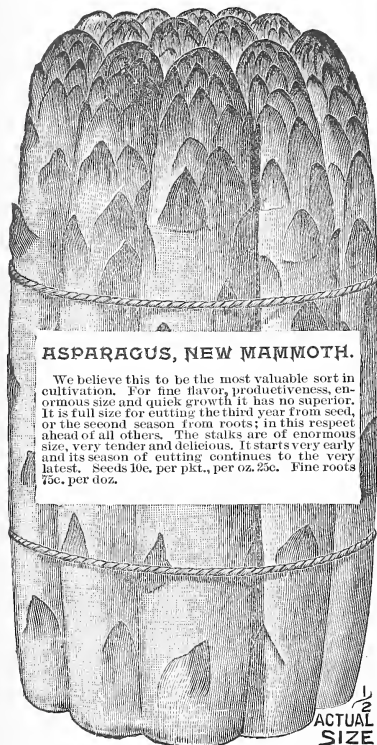 ASPARAGUS, NEW MAMMOTH.
We believe this to be the most valuable sort in
cultivation. For fine flavor, productiveness, en-
ormous size and quick growth it has no superior.
It is full size for cutting the third year from seed,
or the second season from roots; in this respect
ahead of all others. The stalks are of enormous
size, very tender and delicious. It starts very early
and its season of cutting continues to the very
latest. Seeds 10c. per pkt., per oz. 25c. Fine roots
75c. per doz.
1/2
ACTUAL
SIZE